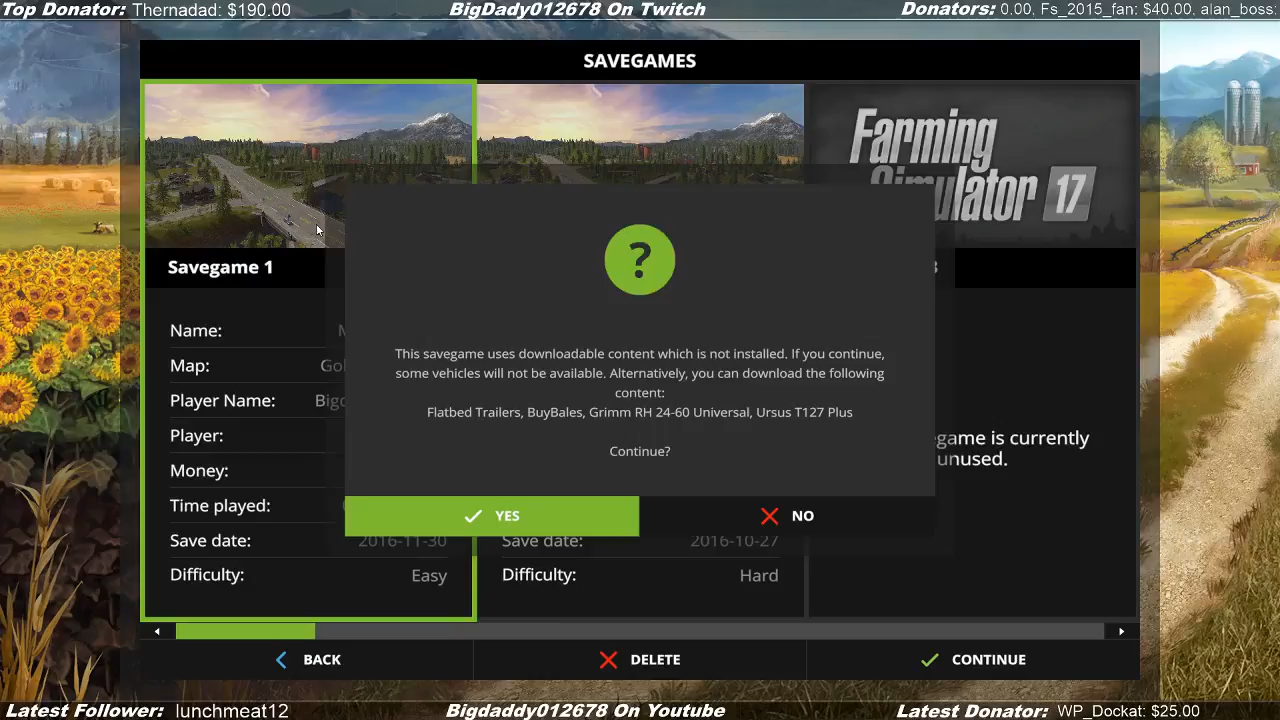 Top Donator: Thernadad: $190.00
BigDady012678 On Twitch
Donators: 0.00, Fs_2015_fan: $40.00, alan_boss:
SAVEGAMES
Farming
Simulator 17
Savegame 1
3
Name:
Map:
Player Name:
Player:
Money:
Time played:
Save date: 2016-11-30
Difficulty: Easy
Save date: 2016-10-27
Difficulty: Hard
is currently
unused.
?
This savegame uses downloadable content which is not installed. If you continue,
some vehicles will not be available. Alternatively, you can download the following
content:
Flatbed Trailers, BuyBales, Grimm RH 24-60 Universal, Ursus T127 Plus
Continue?
YES
NO
BACK
DELETE
CONTINUE
Latest Follower: lunchmeat12
Bigdaddy012678 On Youtube
Latest Donator: WP_Dockat: $25.00